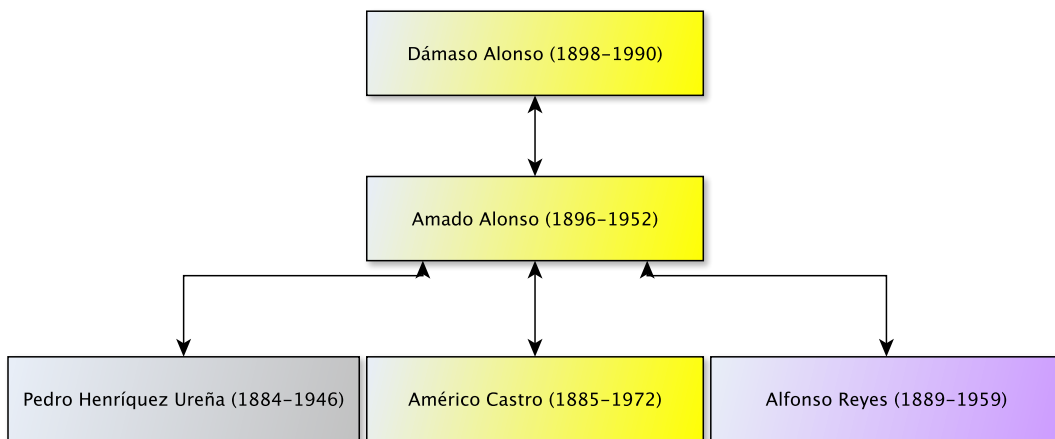 Dámaso Alonso (1898–1990)
Amado Alonso (1896–1952)
Pedro Henríquez Ureña (1884–1946)
Américo Castro (1885–1972)
Alfonso Reyes (1889–1959)